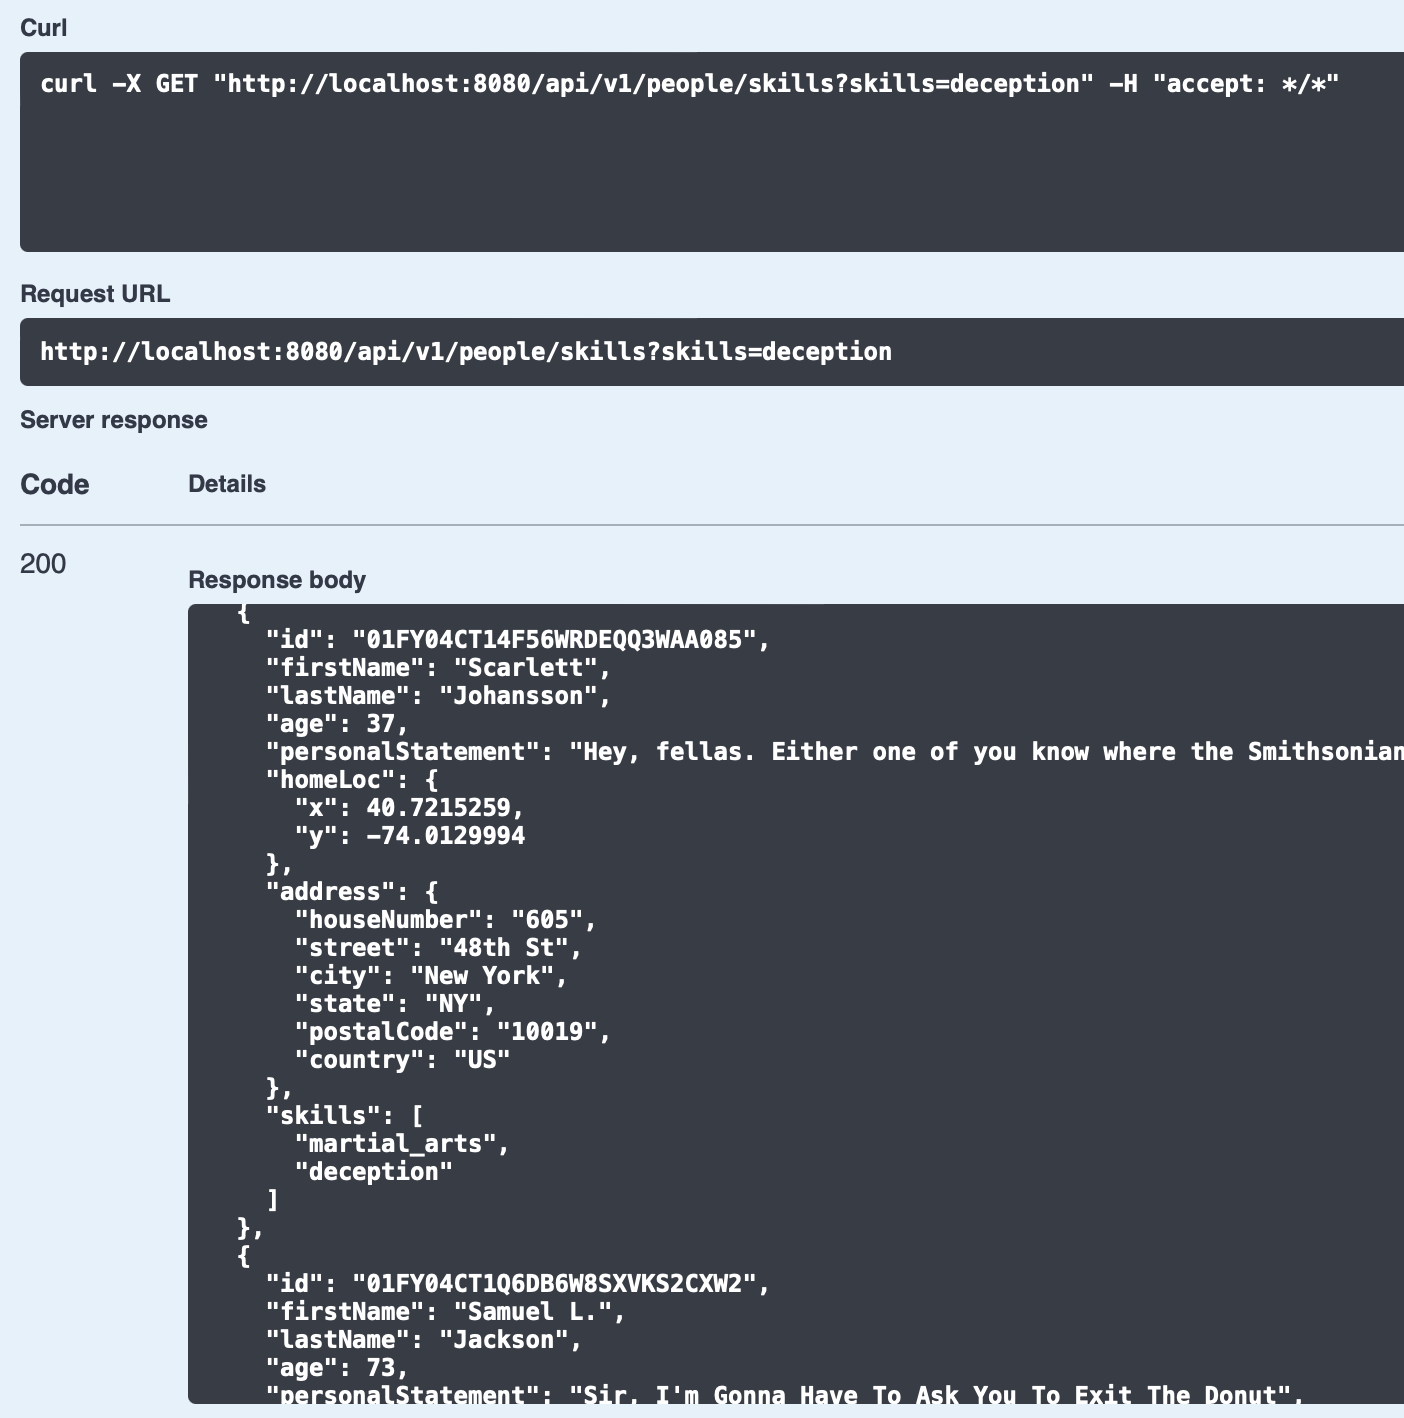 Curl
curl -X GET "http://localhost:8080/api/v1/people/skills?skills=deception" -H "accept: */*"
Request URL
http://localhost:8080/api/v1/people/skills?skills=deception
Server response
Code Details
200
Response body
{
"id": "01FY04CT14F56WRDEQQ3WAA085",
"firstName": "Scarlett",
"lastName": "Johansson",
"age": 37,
"personalStatement": "Hey, fellas. Either one of you know where the Smithsonian
"homeLoc": {
"x": 40.7215259,
"y": -74.0129994
},
"address": {
"houseNumber": "605",
"street": "48th St",
"city": "New York",
"state": "NY",
"postalCode": "10019",
"country": "US"
},
"skills": [
"martial_arts",
"deception"
]
},
{
"id": "01FY04CT1Q6DB6W8SXVKS2CXW2",
"firstName": "Samuel L.",
"lastName": "Jackson",
"age": 73,
"personalStatement": "Sir, I'm Gonna Have To Ask You To Exit The Donut",